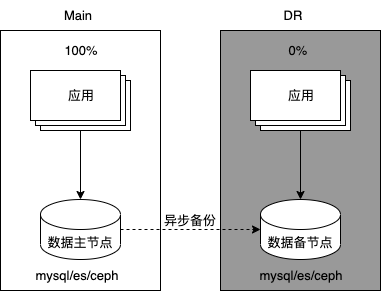 Main
DR
100%
0%
应用
应用
异步备份
数据主节点
数据备节点
mysql/es/ceph
mysql/es/ceph